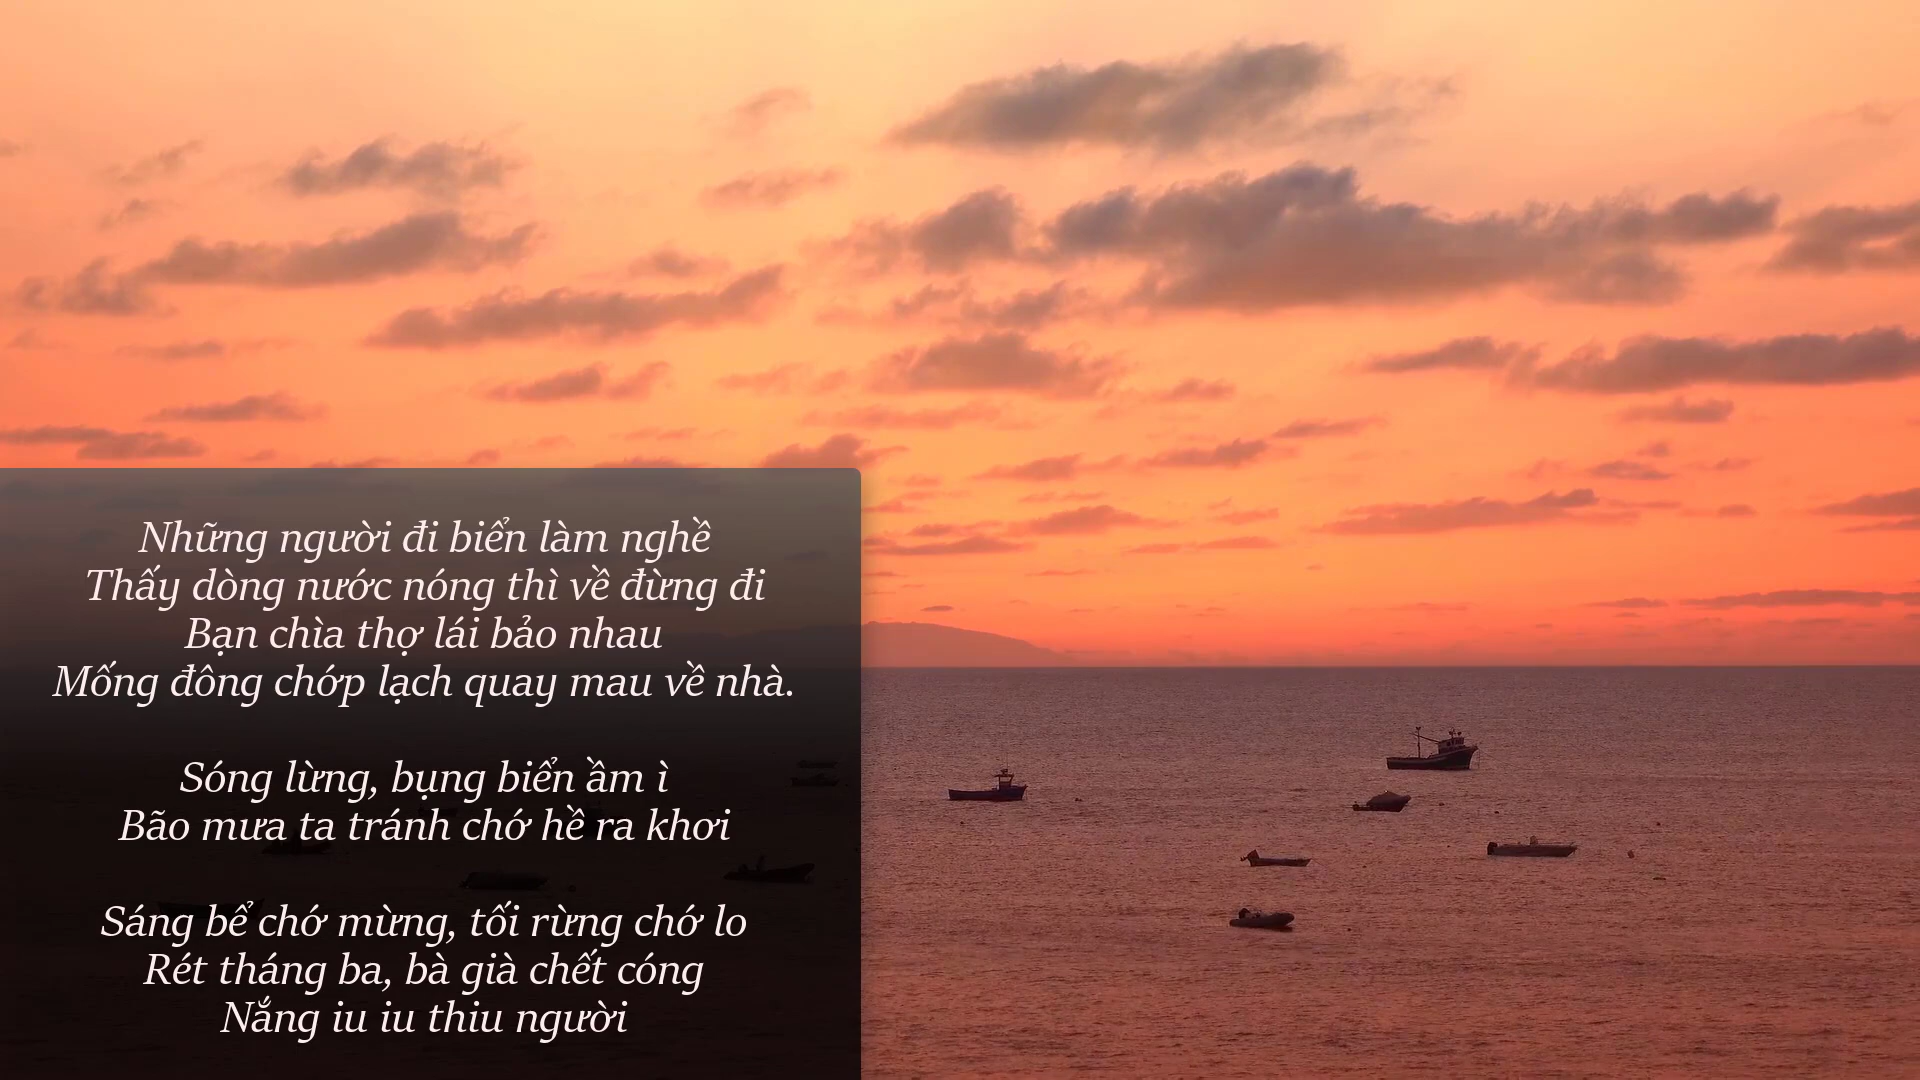 Những người đi biển làm nghề
Thấy dòng nước nóng thì về đừng đi
Bạn chìa thợ lái bảo nhau
Mống đông chớp lạch quay mau về nhà.
Sóng lừng, bụng biển ầm ì
Bão mưa ta tránh chớ hề ra khơi
Sáng bể chớ mừng, tối rừng chớ lo
Rét tháng ba, bà già chết cóng
Nắng iu iu thiu người